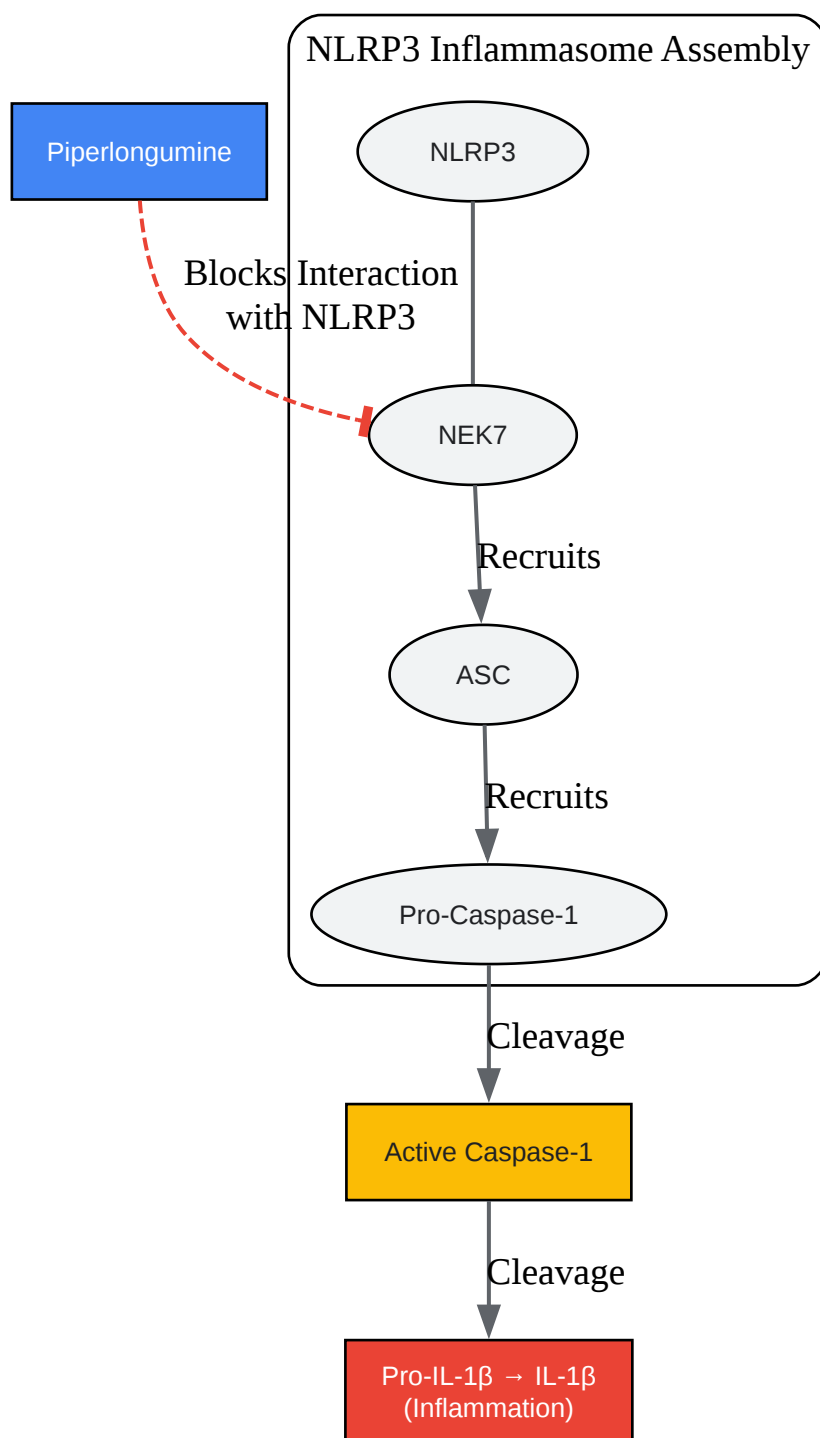 NLRP3 Inflammasome Assembly
Piperlongumine
NLRP3
Blocks Interaction
with NLRP3
NEK7
Recruits
ASC
Recruits
Pro-Caspase-1
Cleavage
Active Caspase-1
Cleavage
Pro-IL-1β → IL-1β
(Inflammation)